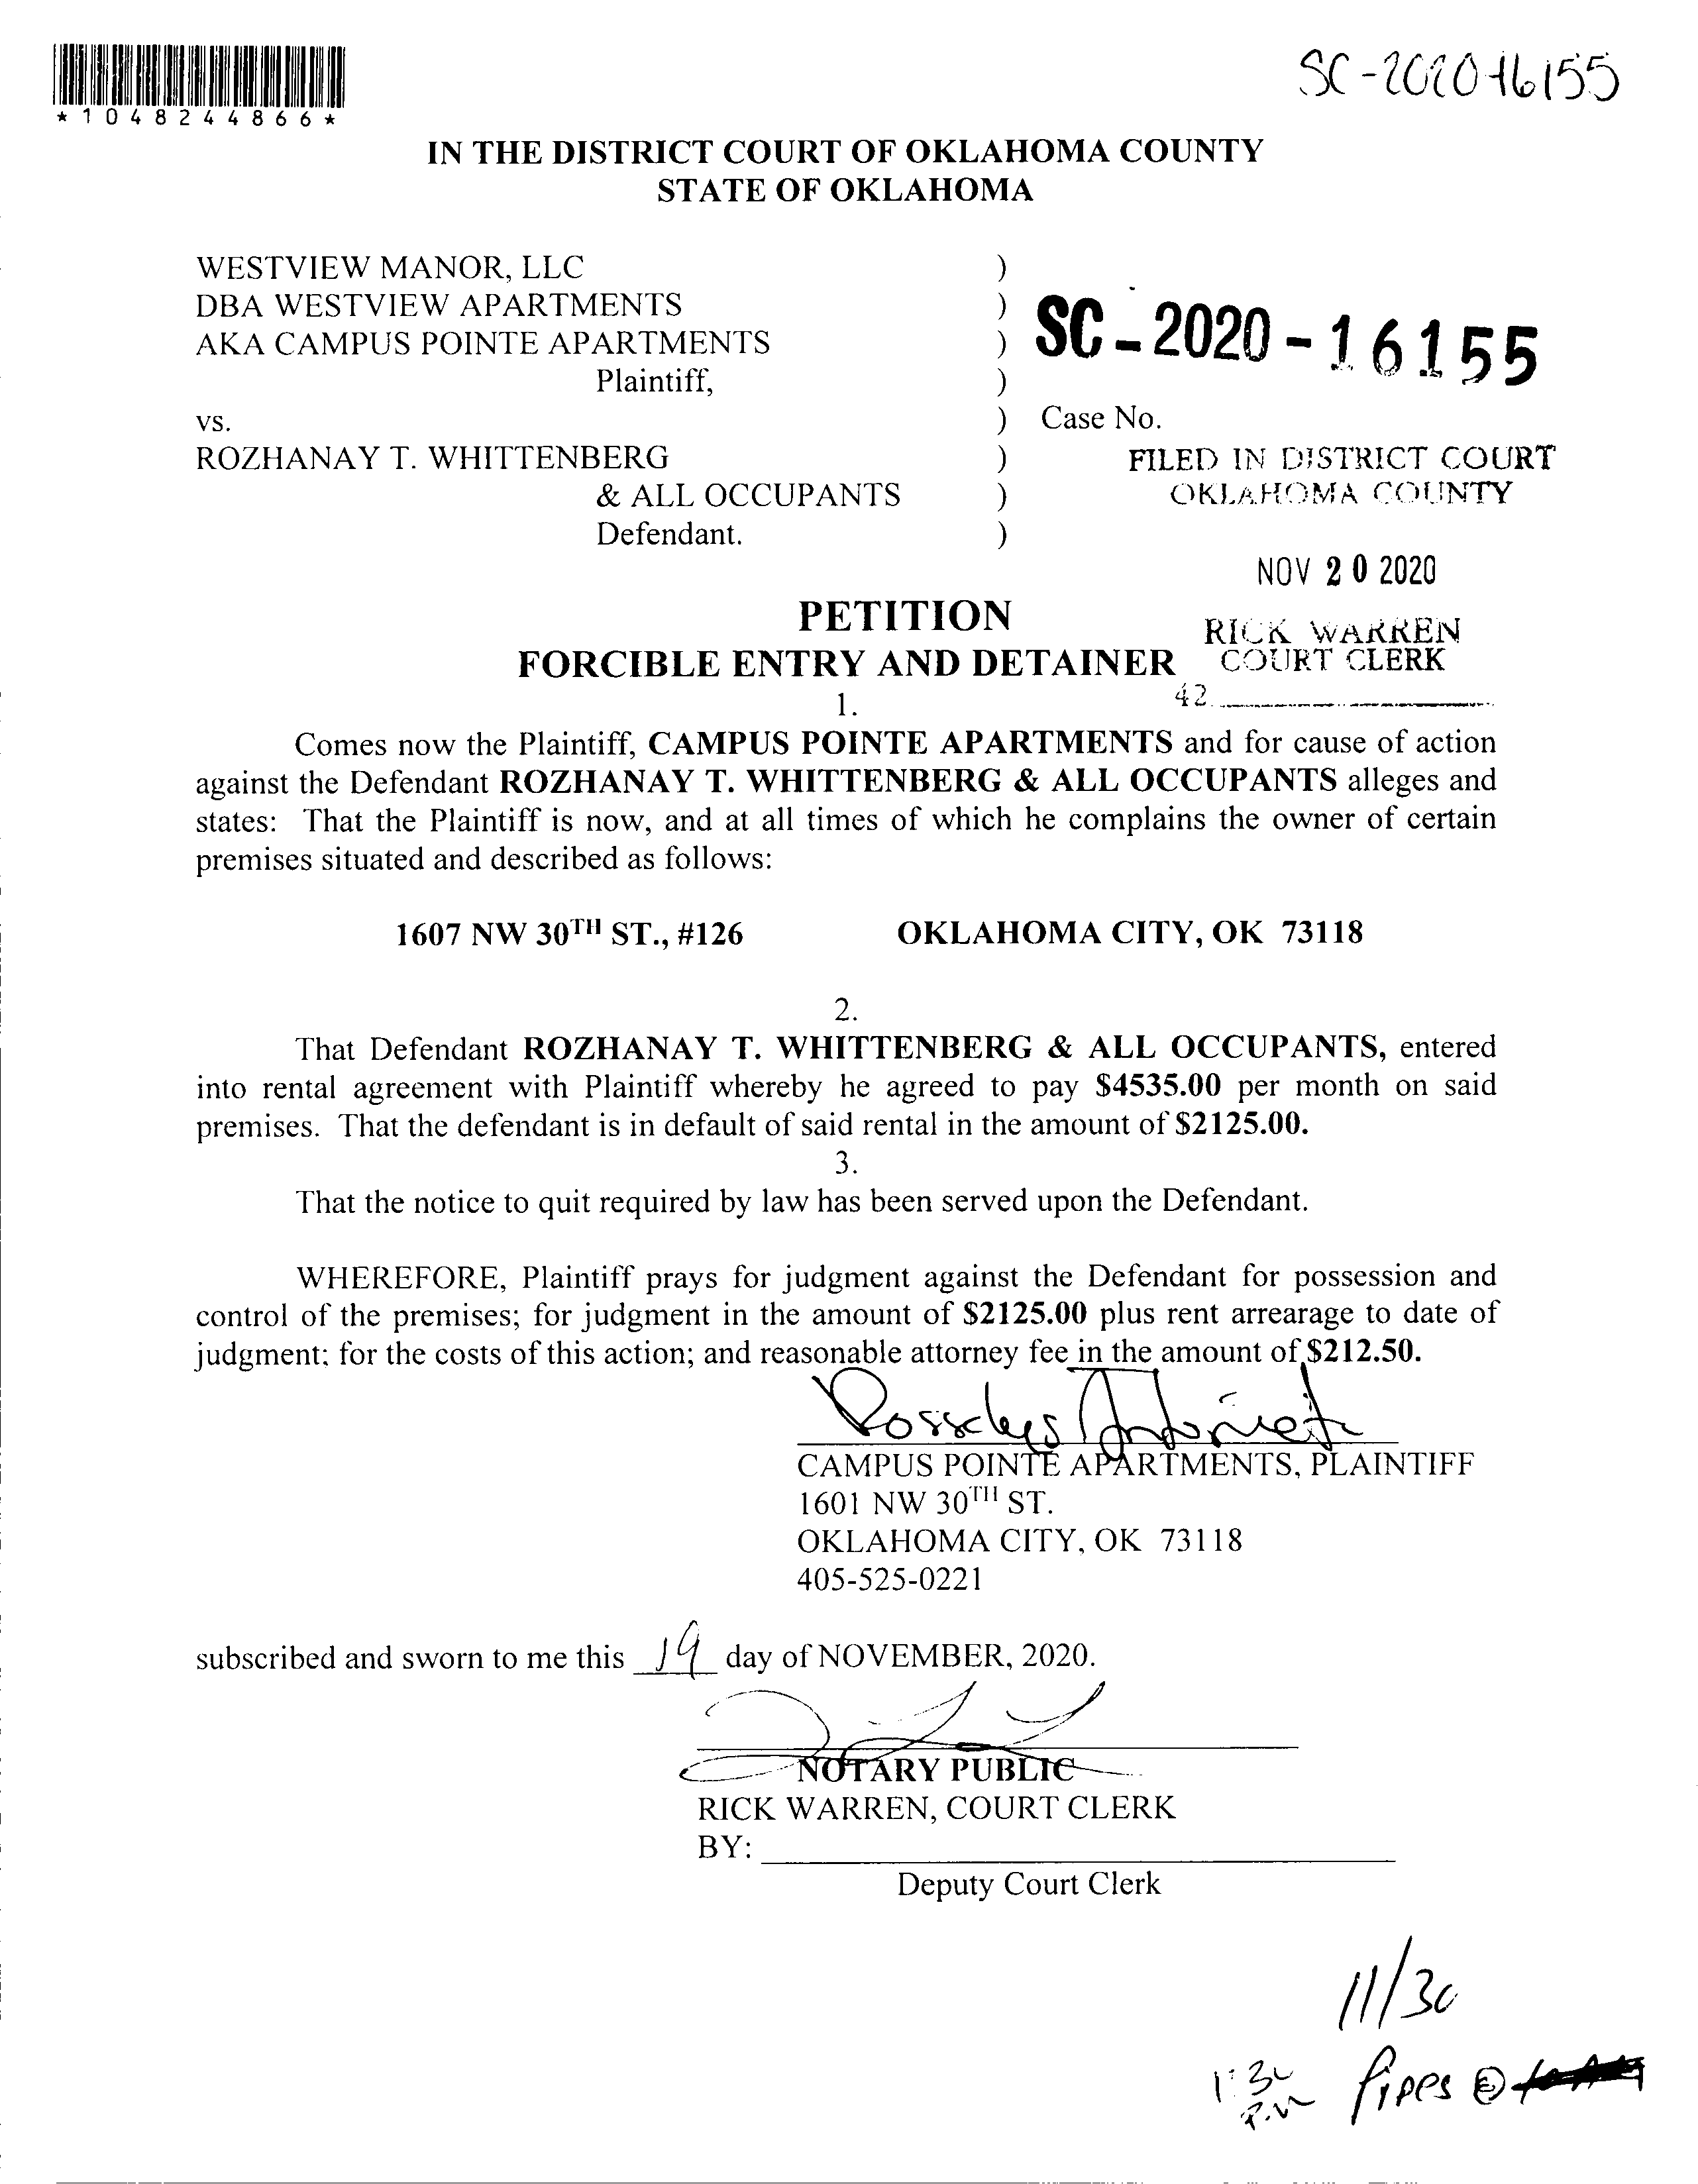 *1048244866*
SC-2020-16155
IN THE DISTRICT COURT OF OKLAHOMA COUNTY
STATE OF OKLAHOMA
WESTVIEW MANOR, LLC )
DBA WESTVIEW APARTMENTS )
AKA CAMPUS POINTE APARTMENTS ) SC-2020-16155
Plaintiff, )
vs. ) Case No.
ROZHANAY T. WHITTENBERG ) FILED IN DISTRICT COURT
& ALL OCCUPANTS ) OKLAHOMA COUNTY
Defendant. )
NOV 20 2020
PETITION
RICK WARREN
FORCIBLE ENTRY AND DETAINER COURT CLERK
1. 42
Comes now the Plaintiff, CAMPUS POINTE APARTMENTS and for cause of action
against the Defendant ROZHANAY T. WHITTENBERG & ALL OCCUPANTS alleges and
states: That the Plaintiff is now, and at all times of which he complains the owner of certain
premises situated and described as follows:
1607 NW 30TH ST., #126 OKLAHOMA CITY, OK 73118
2.
That Defendant ROZHANAY T. WHITTENBERG & ALL OCCUPANTS, entered
into rental agreement with Plaintiff whereby he agreed to pay $4535.00 per month on said
premises. That the defendant is in default of said rental in the amount of $2125.00.
3.
That the notice to quit required by law has been served upon the Defendant.
WHEREFORE, Plaintiff prays for judgment against the Defendant for possession and
control of the premises; for judgment in the amount of $2125.00 plus rent arrearage to date of
judgment; for the costs of this action; and reasonable attorney fee in the amount of $212.50.
CAMPUS POINTE APARTMENTS, PLAINTIFF
1601 NW 30TH ST.
OKLAHOMA CITY, OK 73118
405-525-0221
subscribed and sworn to me this 19 day of NOVEMBER, 2020.
NOTARY PUBLIC
RICK WARREN, COURT CLERK
BY:
Deputy Court Clerk
11/30
1:30 Pipes @
P.M